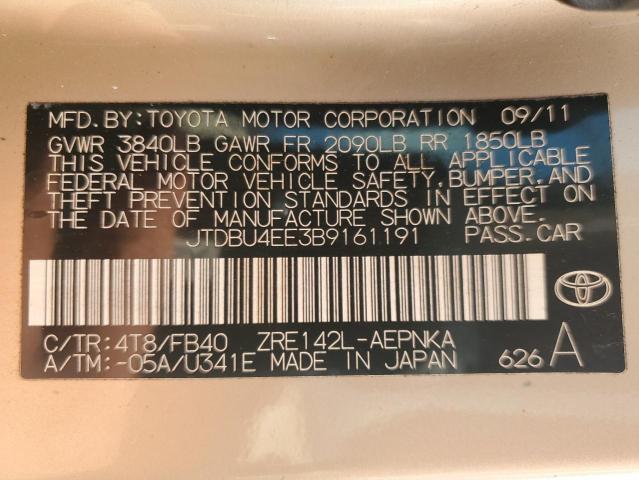 MFD.BY:TOYOTA MOTOR CORPORATION 09/11
GVWR 3840LB GAWR FR 2090LB RR 1850LB
THIS VEHICLE CONFORMS TO ALL APPLICABLE
FEDERAL MOTOR VEHICLE SAFETY,BUMPER,AND
THEFT PREVENTION STANDARDS IN EFFECT ON
THE DATE OF MANUFACTURE SHOWN ABOVE.
JTDBU4EE3B9161191 PASS.CAR
C/TR:4T8/FB40 ZRE142L-AEPNKA
A/TM:-05A/U341E MADE IN JAPAN 626 A